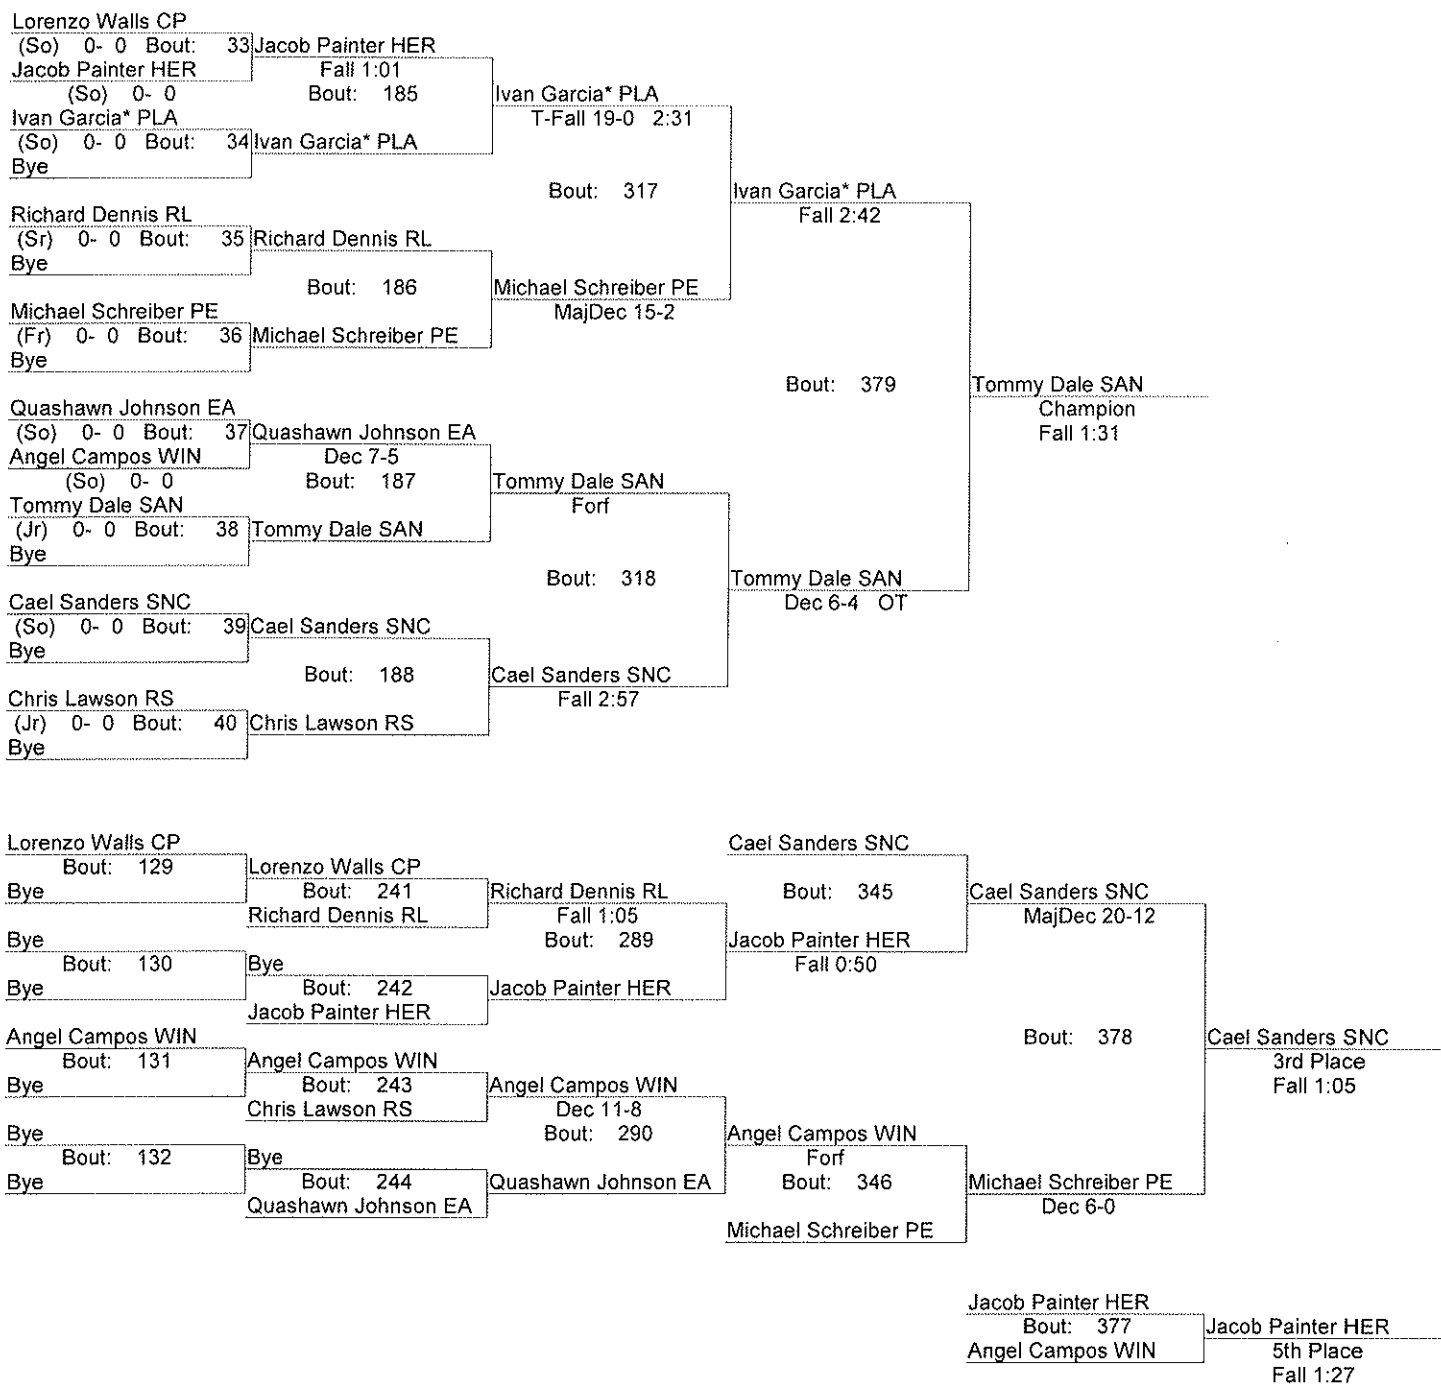 Lorenzo Walls CP
(So) 0- 0 Bout: 33 Jacob Painter HER
Jacob Painter HER Fall 1:01
(So) 0- 0 Bout: 185 Ivan Garcia* PLA
Ivan Garcia* PLA T-Fall 19-0 2:31
(So) 0- 0 Bout: 34 Ivan Garcia* PLA
Bye
Bout: 317 Ivan Garcia* PLA
Richard Dennis RL Fall 2:42
(Sr) 0- 0 Bout: 35 Richard Dennis RL
Bye
Bout: 186 Michael Schreiber PE
Michael Schreiber PE MajDec 15-2
(Fr) 0- 0 Bout: 36 Michael Schreiber PE
Bye
Bout: 379 Tommy Dale SAN
Quashawn Johnson EA Champion
(So) 0- 0 Bout: 37 Quashawn Johnson EA Fall 1:31
Angel Campos WIN Dec 7-5
(So) 0- 0 Bout: 187 Tommy Dale SAN
Tommy Dale SAN Forf
(Jr) 0- 0 Bout: 38 Tommy Dale SAN
Bye
Bout: 318 Tommy Dale SAN
Cael Sanders SNC Dec 6-4 OT
(So) 0- 0 Bout: 39 Cael Sanders SNC
Bye
Bout: 188 Cael Sanders SNC
Chris Lawson RS Fall 2:57
(Jr) 0- 0 Bout: 40 Chris Lawson RS
Bye
Lorenzo Walls CP Cael Sanders SNC
Bout: 129 Lorenzo Walls CP
Bye Bout: 241 Richard Dennis RL Bout: 345 Cael Sanders SNC
Richard Dennis RL Fall 1:05 MajDec 20-12
Bye Bout: 289 Jacob Painter HER
Bout: 130 Bye Fall 0:50
Bye Bout: 242 Jacob Painter HER
Jacob Painter HER
Angel Campos WIN Bout: 378 Cael Sanders SNC
Bout: 131 Angel Campos WIN 3rd Place
Bye Bout: 243 Angel Campos WIN Fall 1:05
Chris Lawson RS Dec 11-8
Bye Bout: 290 Angel Campos WIN
Bout: 132 Bye Forf
Bye Bout: 244 Quashawn Johnson EA Bout: 346 Michael Schreiber PE
Quashawn Johnson EA Dec 6-0
Michael Schreiber PE
Jacob Painter HER
Bout: 377 Jacob Painter HER
Angel Campos WIN 5th Place
Fall 1:27